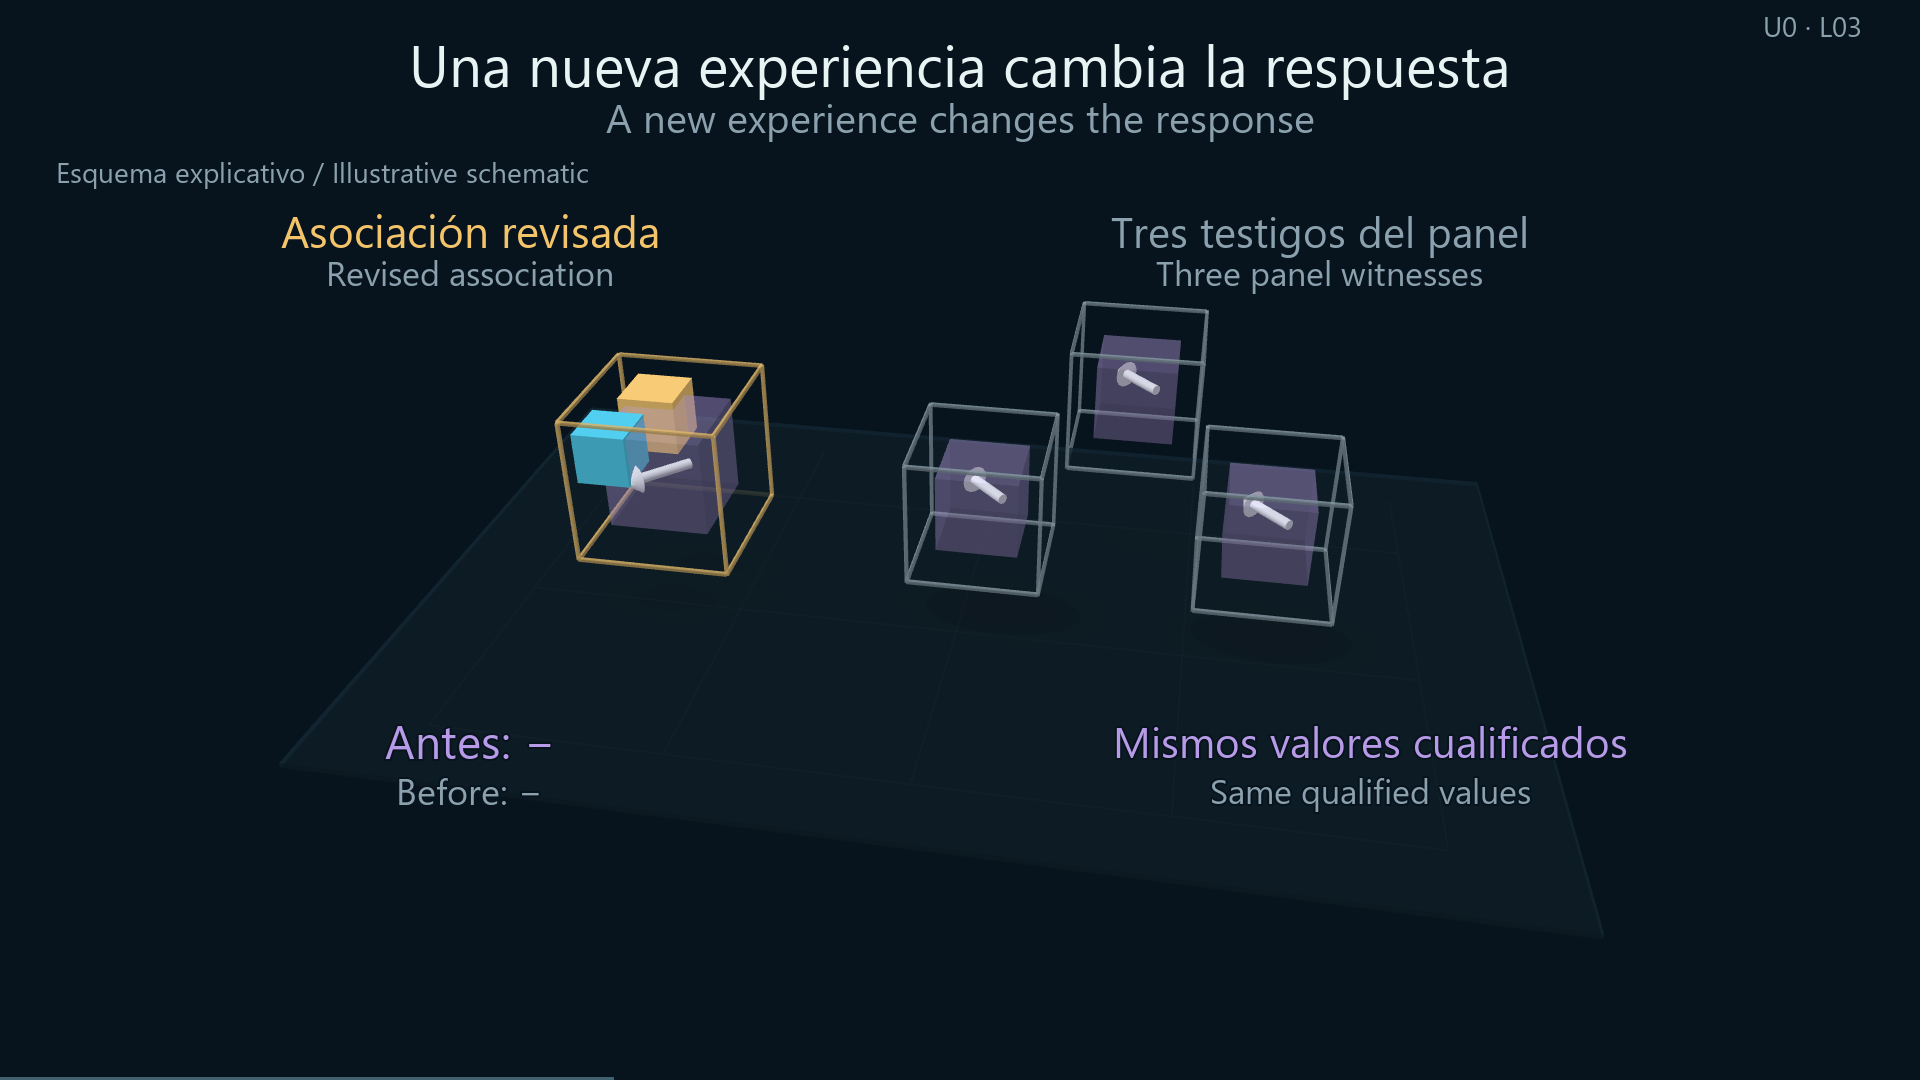 U0 · L03
Una nueva experiencia cambia la respuesta
A new experience changes the response
Esquema explicativo / Illustrative schematic
Asociación revisada
Revised association
Tres testigos del panel
Three panel witnesses
Antes: –
Before: –
Mismos valores cualificados
Same qualified values